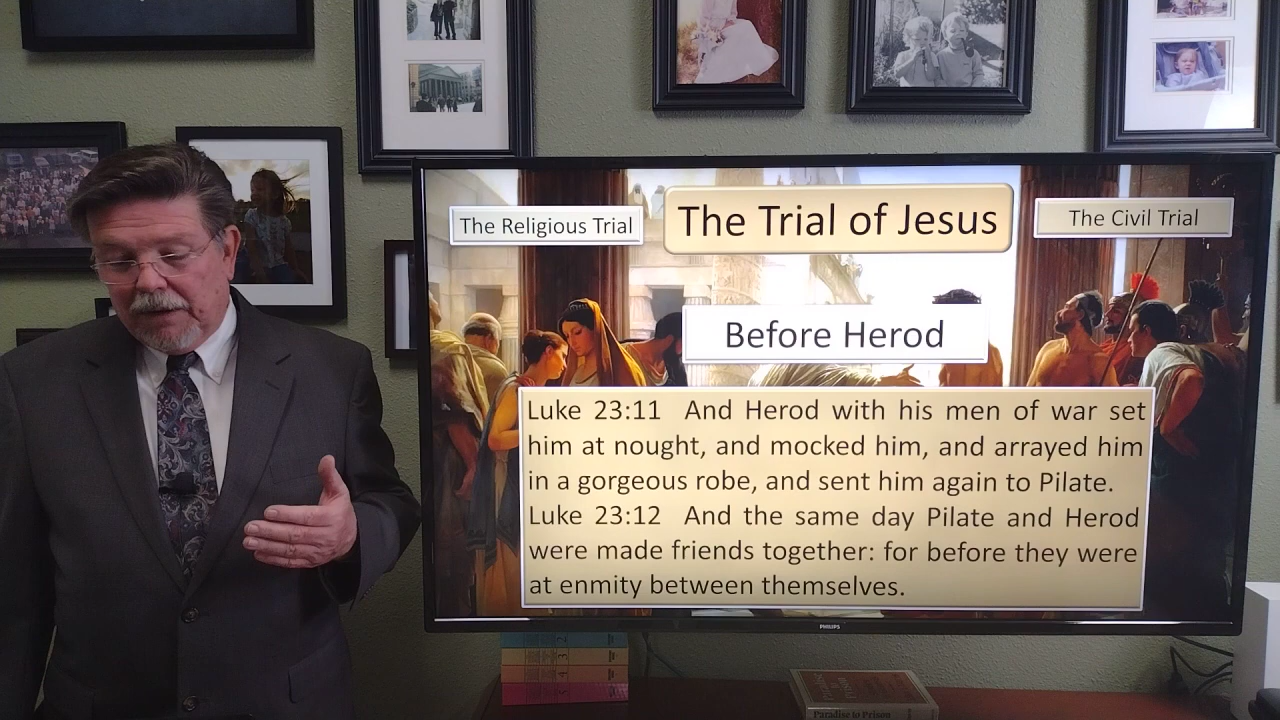 The Religious Trial
The Trial of Jesus
The Civil Trial
Before Herod
Luke 23:11 And Herod with his men of war set
him at nought, and mocked him, and arrayed him
in a gorgeous robe, and sent him again to Pilate.
Luke 23:12 And the same day Pilate and Herod
were made friends together: for before they were
at enmity between themselves.
PHILIPS
Paradise to Prison